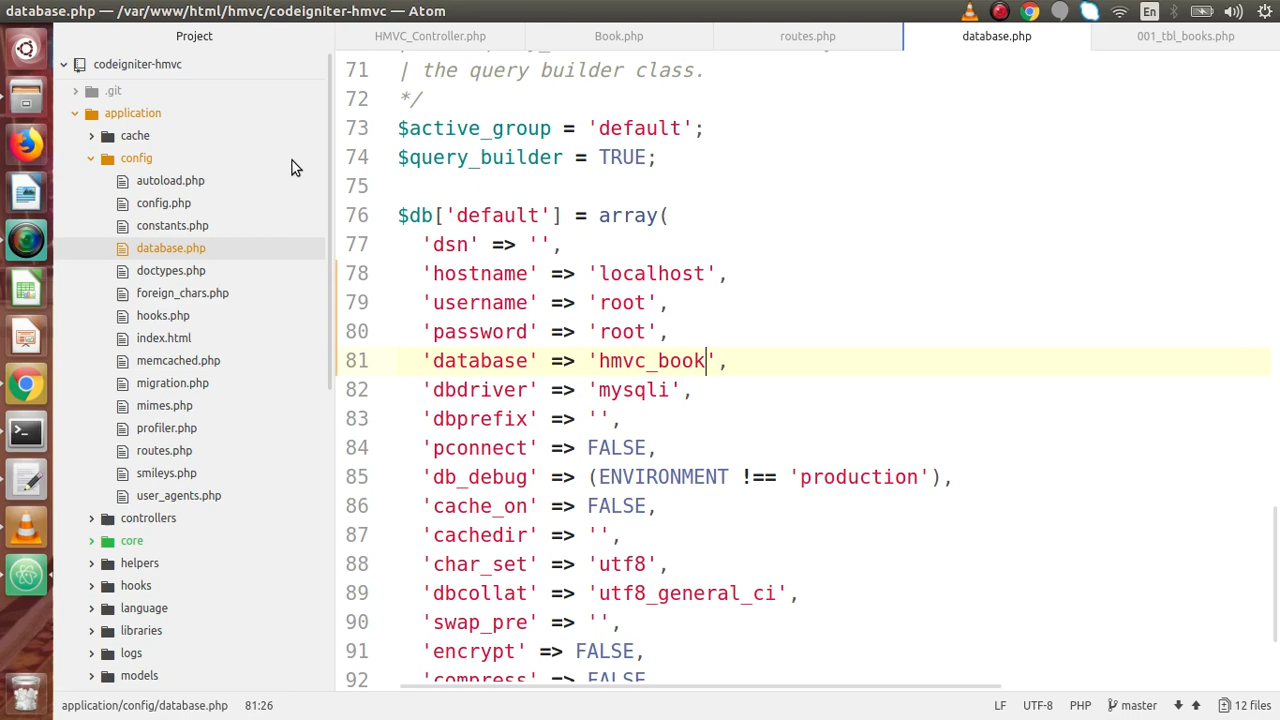 database.php — /var/www/html/hmvc/codeigniter-hmvc — Atom
En
Project
HMVC_Controller.php
Book.php
routes.php
database.php
001_tbl_books.php
codeigniter-hmvc
.git
application
cache
config
autoload.php
config.php
constants.php
database.php
doctypes.php
foreign_chars.php
hooks.php
index.html
memcached.php
migration.php
mimes.php
profiler.php
routes.php
smileys.php
user_agents.php
controllers
core
helpers
hooks
language
libraries
logs
models
71 | the query builder class.
72 */
73 $active_group = 'default';
74 $query_builder = TRUE;
75
76 $db['default'] = array(
77 'dsn' => '',
78 'hostname' => 'localhost',
79 'username' => 'root',
80 'password' => 'root',
81 'database' => 'hmvc_book',
82 'dbdriver' => 'mysqli',
83 'dbprefix' => '',
84 'pconnect' => FALSE,
85 'db_debug' => (ENVIRONMENT !== 'production'),
86 'cache_on' => FALSE,
87 'cachedir' => '',
88 'char_set' => 'utf8',
89 'dbcollat' => 'utf8_general_ci',
90 'swap_pre' => '',
91 'encrypt' => FALSE,
92 'compress' => FALSE
application/config/database.php 81:26
LF UTF-8 PHP master 12 files